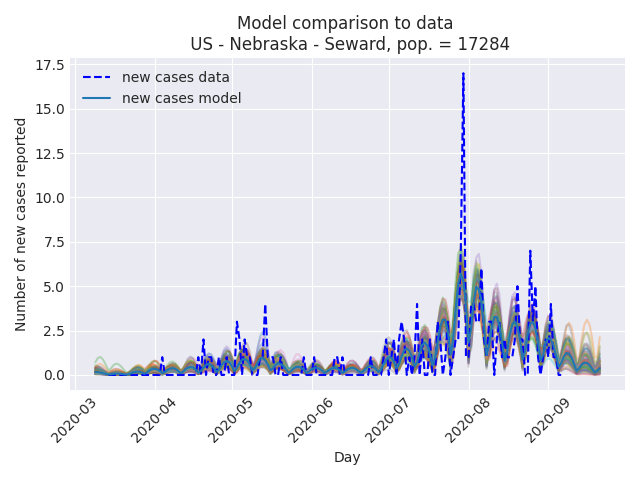 Model comparison to data
US - Nebraska - Seward, pop. = 17284
17.5
15.0
12.5
10.0
7.5
5.0
2.5
0.0
Number of new cases reported
new cases data
new cases model
2020-03
2020-04
2020-05
2020-06
2020-07
2020-08
2020-09
Day